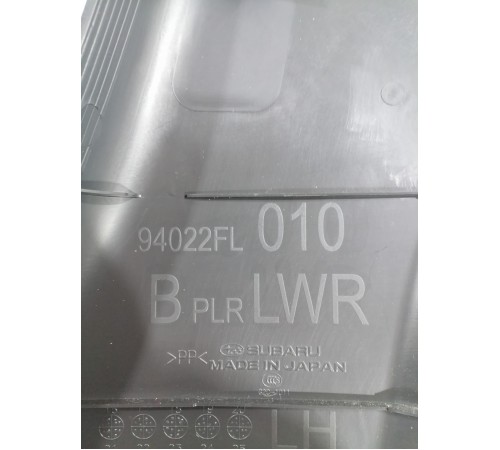 94022FL 010
B PLR LWR
SUBARU
>PP< MADE IN JAPAN
LH